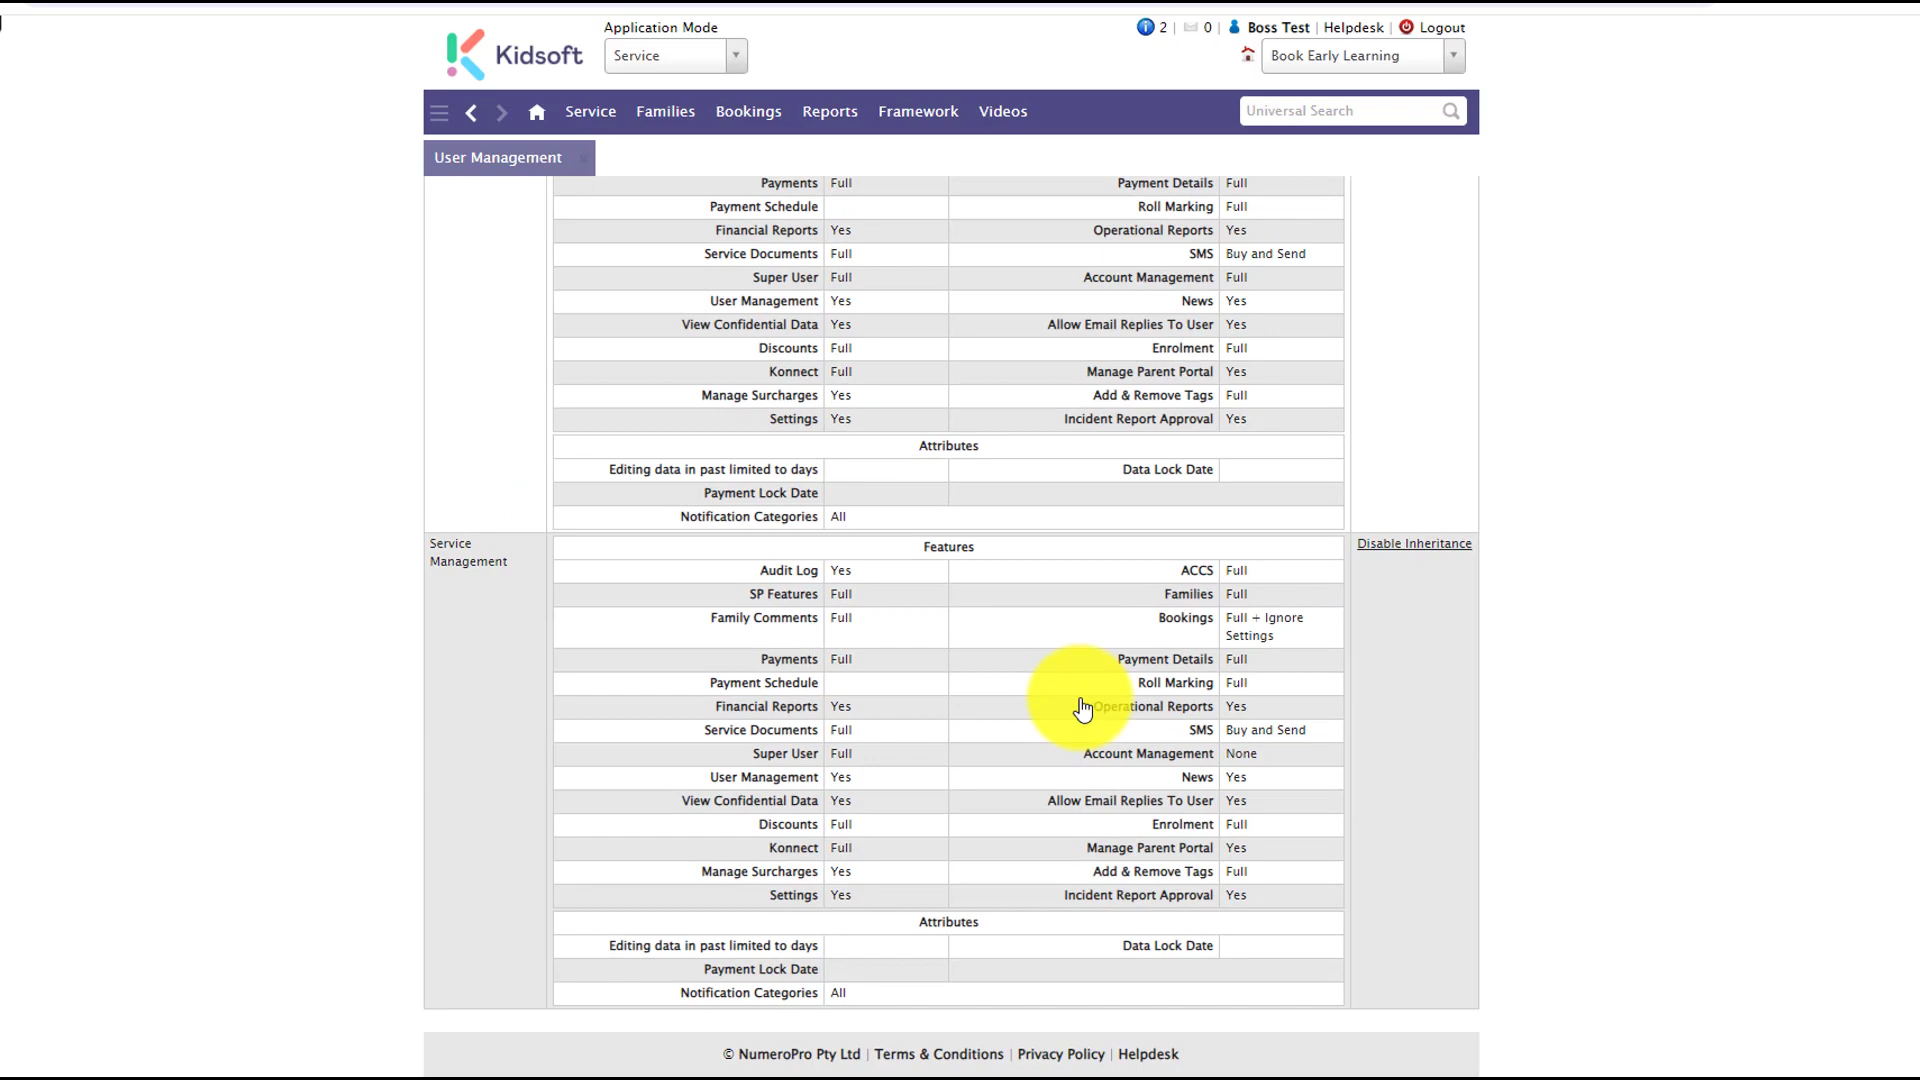 Application Mode
2 | 0 | Boss Test | Helpdesk | Logout
Kidsoft
Service
Book Early Learning
Service Families Bookings Reports Framework Videos
Universal Search
User Management
Payments Full Payment Details Full
Payment Schedule Roll Marking Full
Financial Reports Yes Operational Reports Yes
Service Documents Full SMS Buy and Send
Super User Full Account Management Full
User Management Yes News Yes
View Confidential Data Yes Allow Email Replies To User Yes
Discounts Full Enrolment Full
Konnect Full Manage Parent Portal Yes
Manage Surcharges Yes Add & Remove Tags Full
Settings Yes Incident Report Approval Yes
Attributes
Editing data in past limited to days Data Lock Date
Payment Lock Date
Notification Categories All
Service
Management
Features
Disable Inheritance
Audit Log Yes ACCS Full
SP Features Full Families Full
Family Comments Full Bookings Full + Ignore
Settings
Payments Full Payment Details Full
Payment Schedule Roll Marking Full
Financial Reports Yes Operational Reports Yes
Service Documents Full SMS Buy and Send
Super User Full Account Management None
User Management Yes News Yes
View Confidential Data Yes Allow Email Replies To User Yes
Discounts Full Enrolment Full
Konnect Full Manage Parent Portal Yes
Manage Surcharges Yes Add & Remove Tags Full
Settings Yes Incident Report Approval Yes
Attributes
Editing data in past limited to days Data Lock Date
Payment Lock Date
Notification Categories All
© NumeroPro Pty Ltd | Terms & Conditions | Privacy Policy | Helpdesk